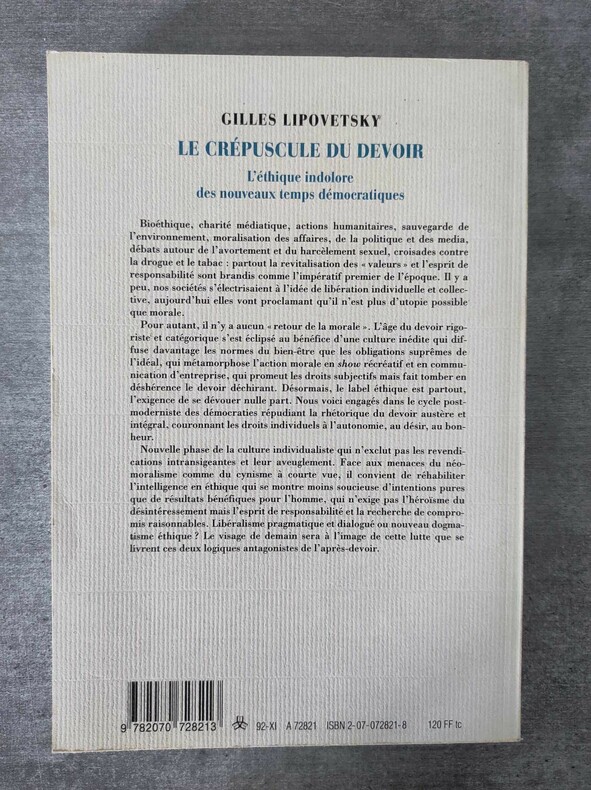 GILLES LIPOVETSKY
LE CRÉPUSCULE DU DEVOIR
L'éthique indolore
des nouveaux temps démocratiques
Bioéthique, charité médiatique, actions humanitaires, sauvegarde de
l'environnement, moralisation des affaires, de la politique et des media,
débats autour de l'avortement et du harcèlement sexuel, croisades contre
la drogue et le tabac : partout la revitalisation des « valeurs » et l'esprit de
responsabilité sont brandis comme l'impératif premier de l'époque. Il y a
peu, nos sociétés s'électrisaient à l'idée de libération individuelle et collec-
tive, aujourd'hui elles vont proclamant qu'il n'est plus d'utopie possible
que morale.
Pour autant, il n'y a aucun « retour de la morale ». L'âge du devoir rigo-
riste et catégorique s'est éclipsé au bénéfice d'une culture inédite qui dif-
fuse davantage les normes du bien-être que les obligations suprêmes de
l'idéal, qui métamorphose l'action morale en show récréatif et en commu-
nication d'entreprise, qui promeut les droits subjectifs mais fait tomber en
déshérence le devoir déchirant. Désormais, le label éthique est partout,
l'exigence de se dévouer nulle part. Nous voici engagés dans le cycle post-
moderniste des démocraties répudiant la rhétorique du devoir austère et
intégral, couronnant les droits individuels à l'autonomie, au désir, au bon-
heur.
Nouvelle phase de la culture individualiste qui n'exclut pas les revendi-
cations intransigeantes et leur aveuglement. Face aux menaces du néo-
moralisme comme du cynisme à courte vue, il convient de réhabiliter
l'intelligence en éthique qui se montre moins soucieuse d'intentions pures
que de résultats bénéfiques pour l'homme, qui n'exige pas l'héroïsme du
désintéressement mais l'esprit de responsabilité et la recherche de compro-
mis raisonnables. Libéralisme pragmatique et dialogué ou nouveau dogma-
tisme éthique ? Le visage de demain sera à l'image de cette lutte que se
livrent ces deux logiques antagonistes de l'après-devoir.
9 782070 728213 92-XI A 72821 ISBN 2-07-072821-8 120 FF tc